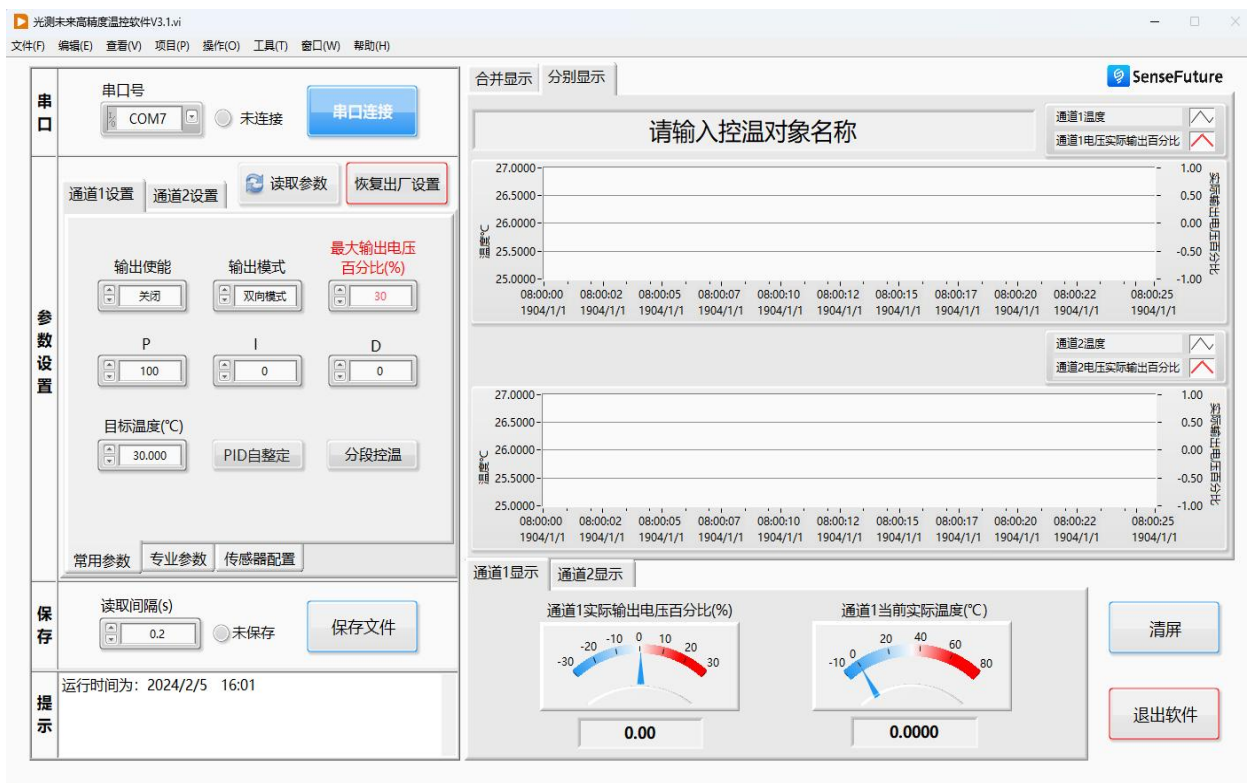 光测未来高精度温控软件V3.1.vi
文件(F) 编辑(E) 查看(V) 项目(P) 操作(O) 工具(T) 窗口(W) 帮助(H)
串口
串口号
COM7
未连接
串口连接
参数设置
通道1设置
通道2设置
读取参数
恢复出厂设置
输出使能
输出模式
最大输出电压
百分比(%)
关闭
双向模式
30
P
I
D
100
0
0
目标温度(℃)
30.000
PID自整定
分段控温
常用参数
专业参数
传感器配置
保存
读取间隔(s)
0.2
未保存
保存文件
提示
运行时间为: 2024/2/5 16:01
合并显示
分别显示
SenseFuture
请输入控温对象名称
通道1温度
通道1电压实际输出百分比
温度℃
27.0000
26.5000
26.0000
25.5000
25.0000
1.00
0.50
0.00
-0.50
-1.00
实际输出电压百分比
08:00:00 08:00:02 08:00:05 08:00:07 08:00:10 08:00:12 08:00:15 08:00:17 08:00:20 08:00:22 08:00:25
1904/1/1 1904/1/1 1904/1/1 1904/1/1 1904/1/1 1904/1/1 1904/1/1 1904/1/1 1904/1/1 1904/1/1 1904/1/1
通道2温度
通道2电压实际输出百分比
温度℃
27.0000
26.5000
26.0000
25.5000
25.0000
1.00
0.50
0.00
-0.50
-1.00
实际输出电压百分比
08:00:00 08:00:02 08:00:05 08:00:07 08:00:10 08:00:12 08:00:15 08:00:17 08:00:20 08:00:22 08:00:25
1904/1/1 1904/1/1 1904/1/1 1904/1/1 1904/1/1 1904/1/1 1904/1/1 1904/1/1 1904/1/1 1904/1/1 1904/1/1
通道1显示
通道2显示
通道1实际输出电压百分比(%)
-30 -20 -10 0 10 20 30
0.00
通道1当前实际温度(℃)
-10 0 20 40 60 80
0.0000
清屏
退出软件